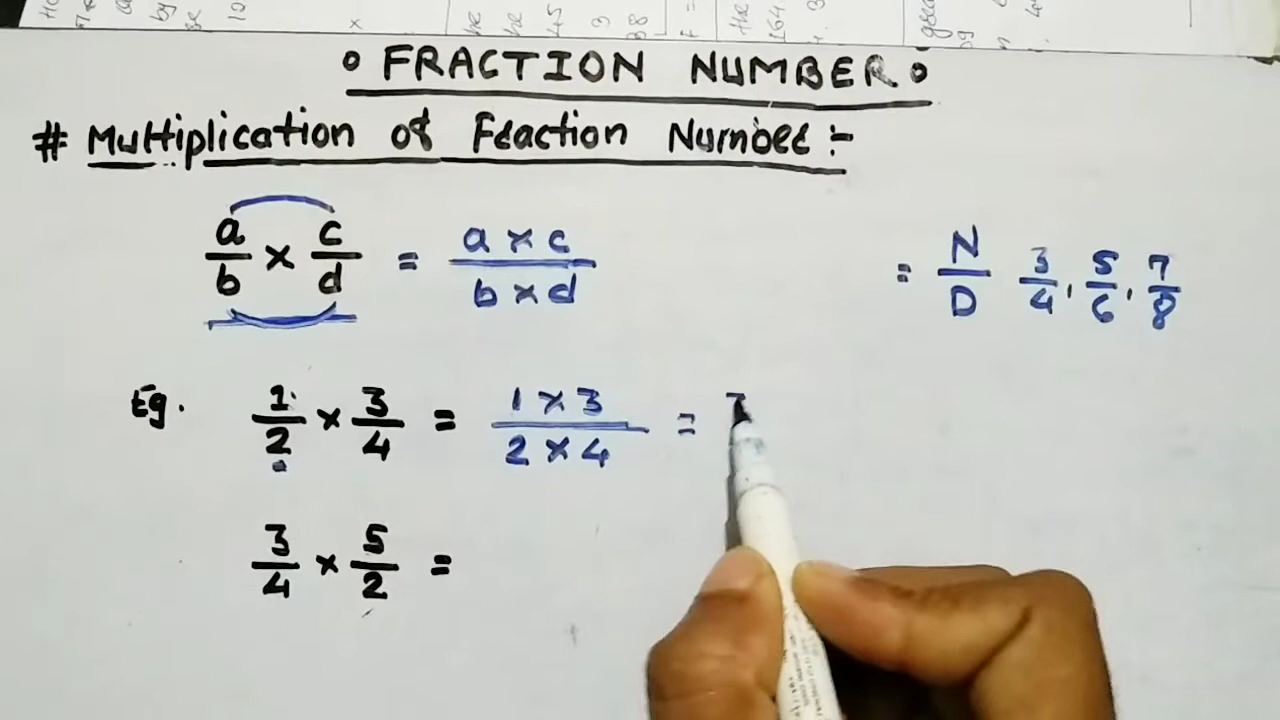 • FRACTION NUMBER •
# Multiplication of Fraction Number :-
a/b × c/d = a × c / b × d = N/D 3/4, 5/6, 7/8
Eg. 1/2 × 3/4 = 1 × 3 / 2 × 4 =
3/4 × 5/2 =